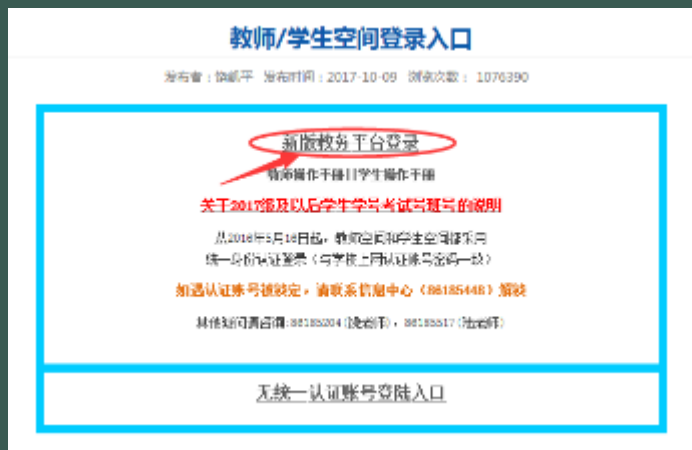 教师/学生空间登录入口
发布者： 发布时间：2017-10-09 浏览次数： 1076390
新版教务平台登录
教师操作手册||学生操作手册
关于2017级及以后学生学号考试号班号的说明
从2016年5月16日起，教师空间和学生空间都采用
统一身份认证登录（与学校上网认证账号密码一致）
如遇认证账号被锁定，请联系信息中心（86185448）解锁
其他疑问请咨询:86185204（老师），86185517（陆老师）
无统一认证账号登陆入口